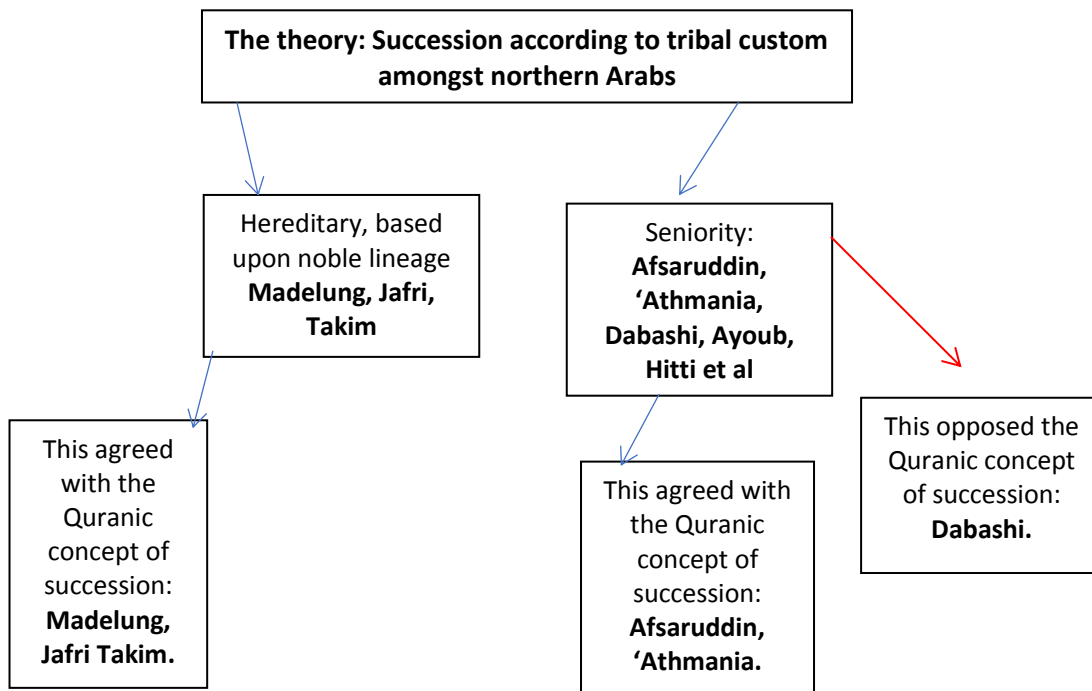 The theory: Succession according to tribal custom
amongst northern Arabs
Hereditary, based
upon noble lineage
Madelung, Jafri,
Takim
Seniority:
Afsaruddin,
‘Athmania,
Dabashi, Ayoub,
Hitti et al
This agreed
with the
Quranic
concept of
succession:
Madelung,
Jafri Takim.
This agreed with
the Quranic
concept of
succession:
Afsaruddin,
‘Athmania.
This opposed the
Quranic concept
of succession:
Dabashi.